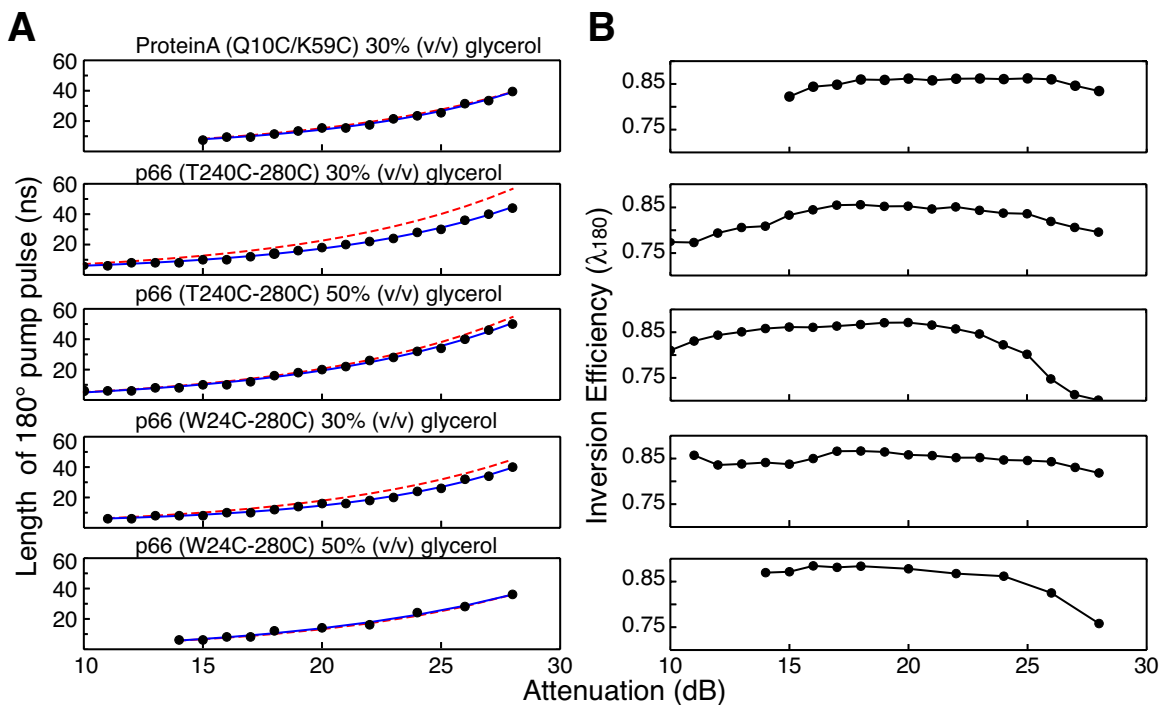 A
B
ProteinA (Q10C/K59C) 30% (v/v) glycerol
60
40
20
0.85
0.75
p66 (T240C-280C) 30% (v/v) glycerol
60
40
20
0.85
0.75
p66 (T240C-280C) 50% (v/v) glycerol
60
40
20
0.85
0.75
p66 (W24C-280C) 30% (v/v) glycerol
60
40
20
0.85
0.75
p66 (W24C-280C) 50% (v/v) glycerol
60
40
20
0.85
0.75
10 15 20 25 30
10 15 20 25 30
Length of 180° pump pulse (ns)
Inversion Efficiency (λ180)
Attenuation (dB)